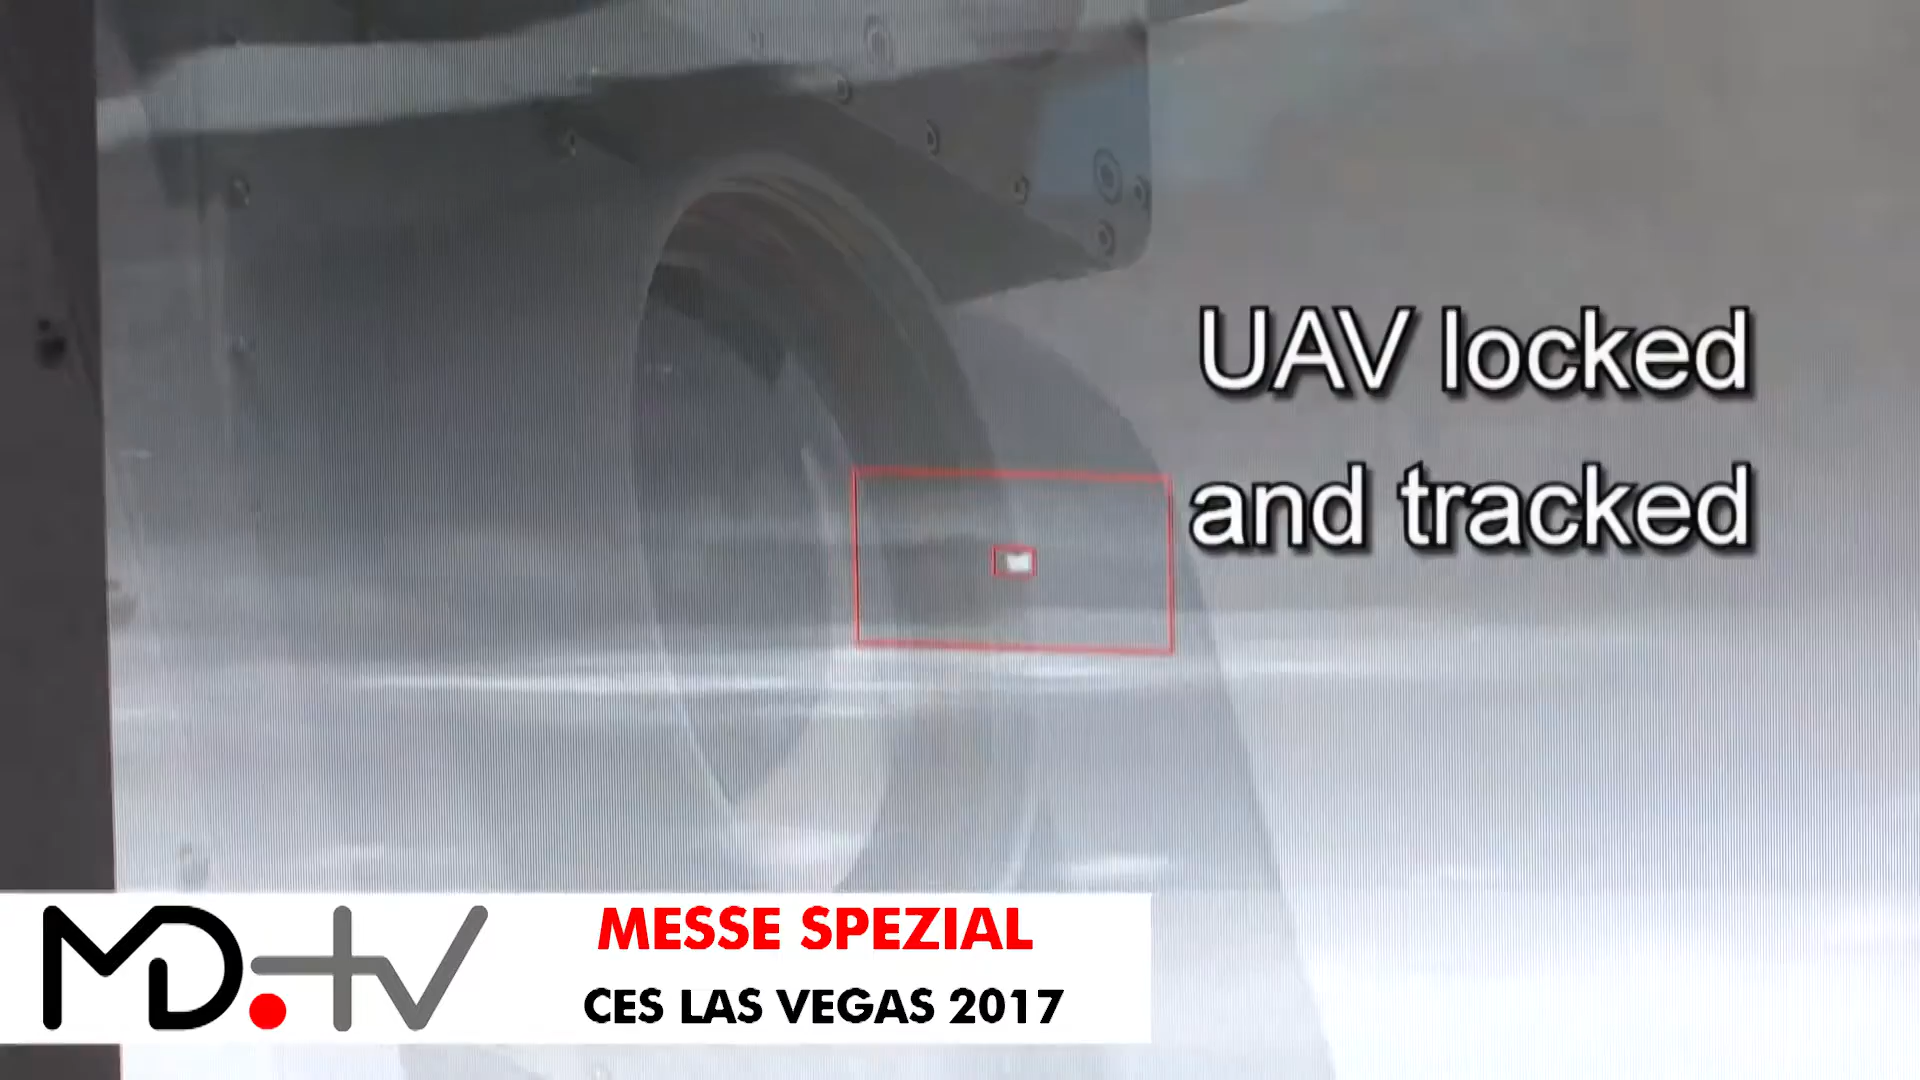 UAV locked
and tracked
MD.tv
MESSE SPEZIAL
CES LAS VEGAS 2017